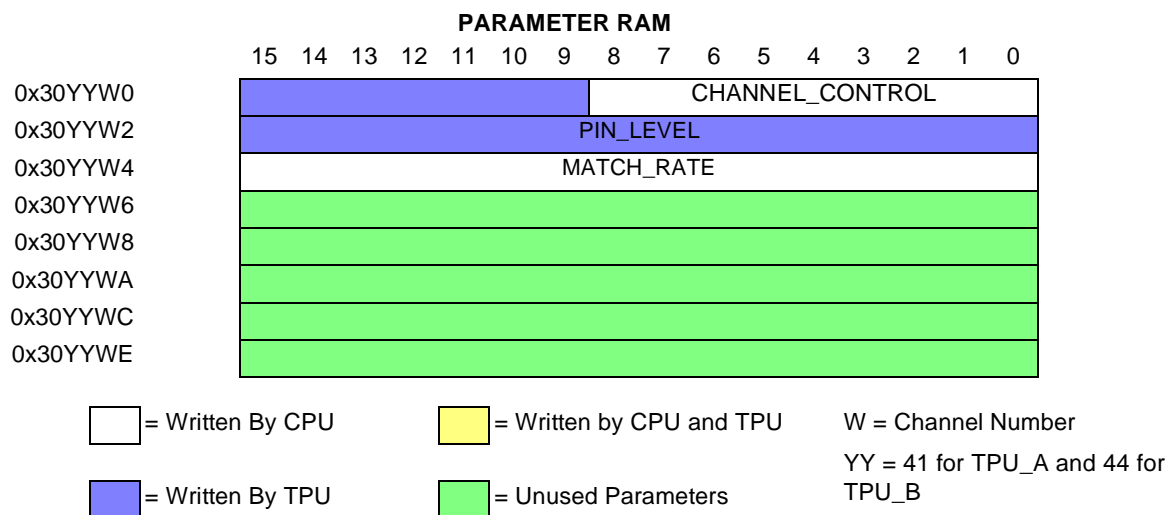 PARAMETER RAM
15 14 13 12 11 10 9 8 7 6 5 4 3 2 1 0
0x30YYW0 CHANNEL_CONTROL
0x30YYW2 PIN_LEVEL
0x30YYW4 MATCH_RATE
0x30YYW6
0x30YYW8
0x30YYWA
0x30YYWC
0x30YYWE
= Written By CPU = Written by CPU and TPU W = Channel Number
= Written By TPU = Unused Parameters YY = 41 for TPU_A and 44 for
TPU_B